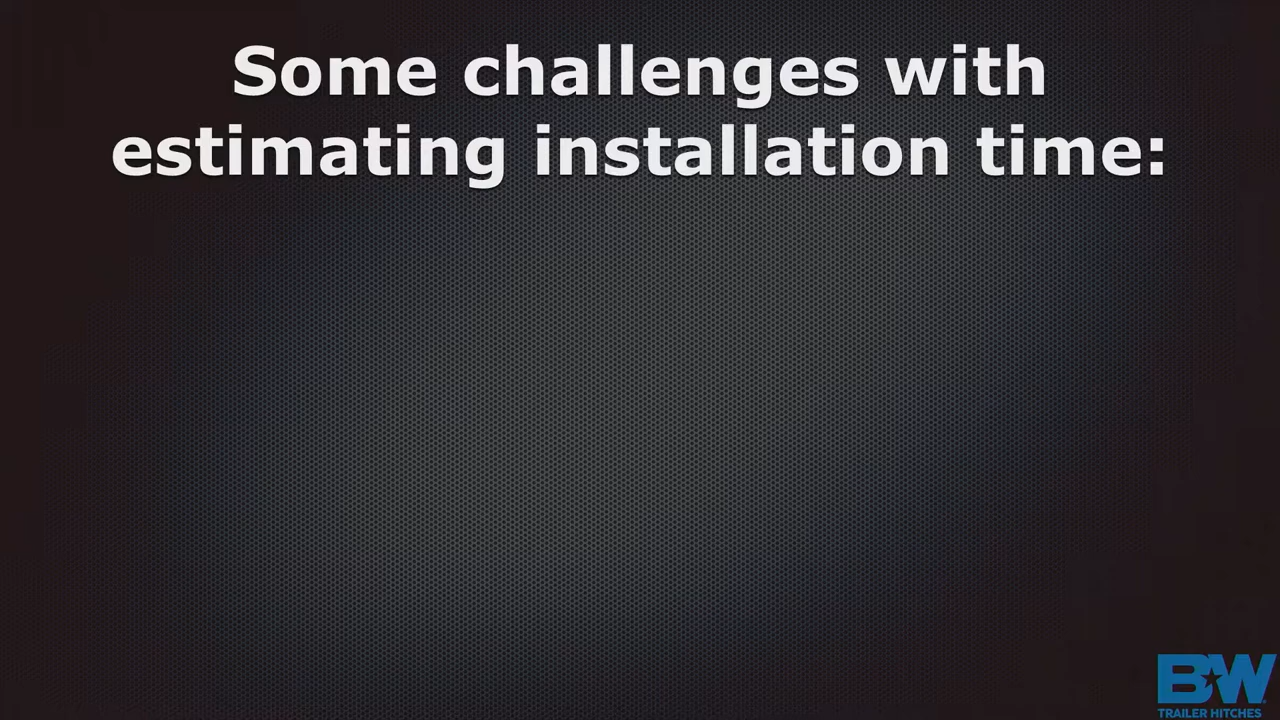 Some challenges with
estimating installation time:
B★W
TRAILER HITCHES